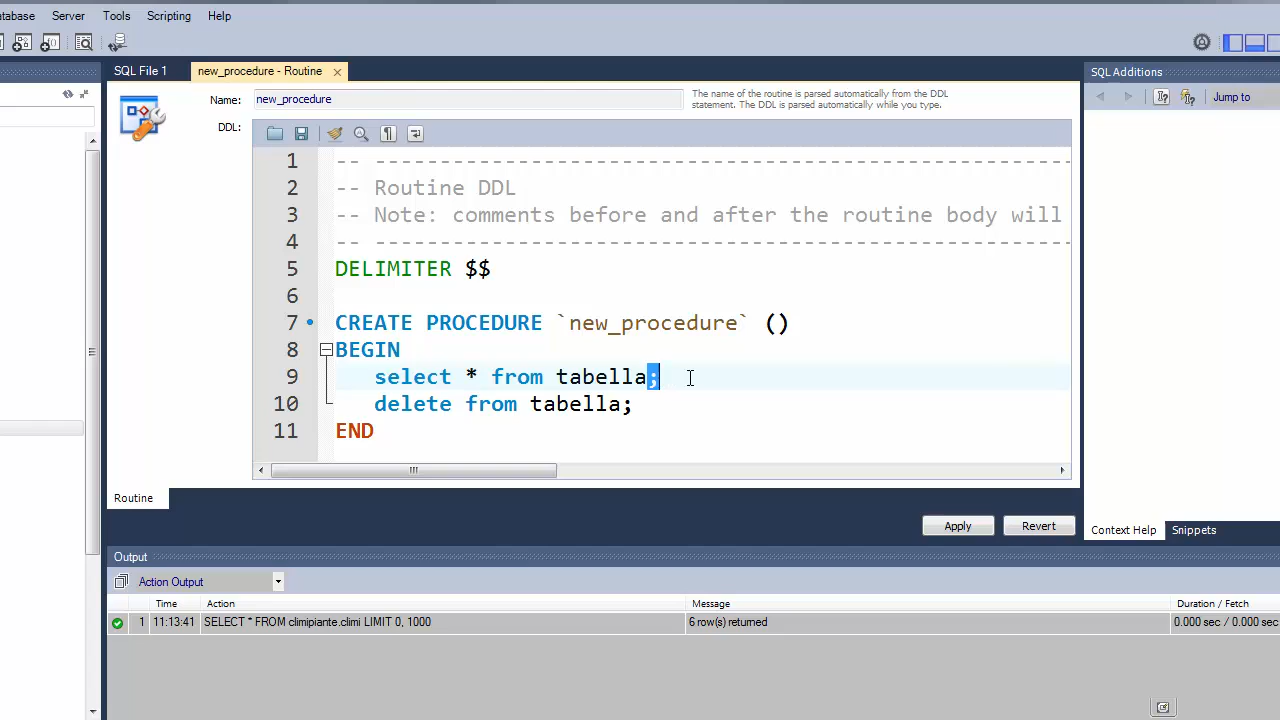 atabase Server Tools Scripting Help
SQL File 1 new_procedure - Routine x
SQL Additions
Name: new_procedure
The name of the routine is parsed automatically from the DDL
statement. The DDL is parsed automatically while you type.
Jump to
DDL:
1 -- ---------------------------------------------------------
2 -- Routine DDL
3 -- Note: comments before and after the routine body will
4 -- ---------------------------------------------------------
5 DELIMITER $$
6
7 CREATE PROCEDURE `new_procedure` ()
8 BEGIN
9 select * from tabella;
10 delete from tabella;
11 END
Routine
Apply Revert
Context Help Snippets
Output
Action Output
Time Action Message Duration / Fetch
1 11:13:41 SELECT * FROM climipiante.climi LIMIT 0, 1000 6 row(s) returned 0.000 sec / 0.000 sec